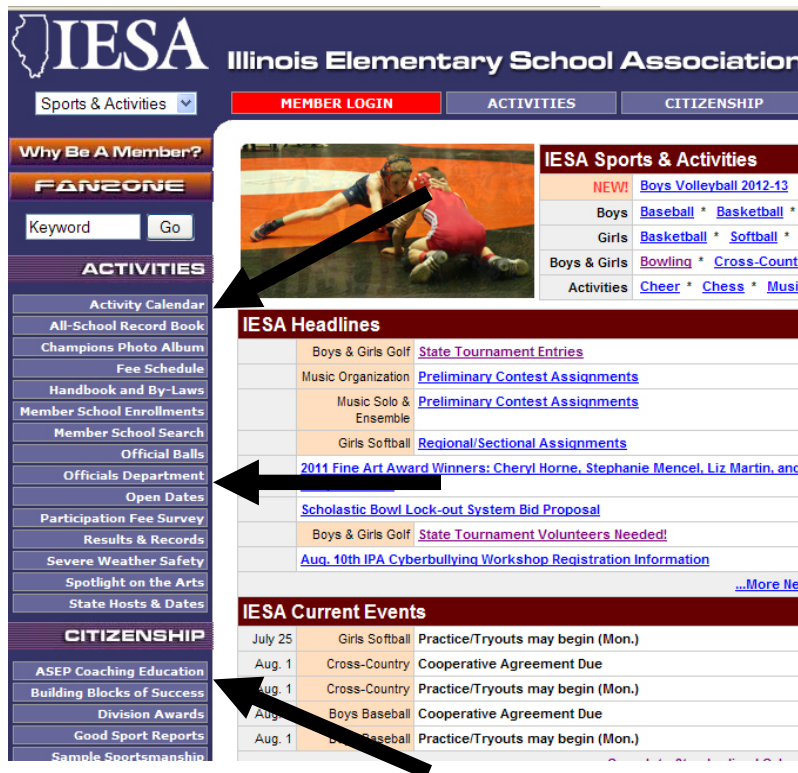 IESA
Illinois Elementary School Association
Sports & Activities
MEMBER LOGIN ACTIVITIES CITIZENSHIP
Why Be A Member?
FANZONE
Keyword Go
ACTIVITIES
Activity Calendar
All-School Record Book
Champions Photo Album
Fee Schedule
Handbook and By-Laws
Member School Enrollments
Member School Search
Official Balls
Officials Department
Open Dates
Participation Fee Survey
Results & Records
Severe Weather Safety
Spotlight on the Arts
State Hosts & Dates
CITIZENSHIP
ASEP Coaching Education
Building Blocks of Success
Division Awards
Good Sport Reports
Sample Sportsmanship
IESA Sports & Activities
NEW! Boys Volleyball 2012-13
Boys Baseball * Basketball *
Girls Basketball * Softball *
Boys & Girls Bowling * Cross-Count
Activities Cheer * Chess * Musi
IESA Headlines
Boys & Girls Golf State Tournament Entries
Music Organization Preliminary Contest Assignments
Music Solo & Preliminary Contest Assignments
Ensemble
Girls Softball Regional/Sectional Assignments
2011 Fine Art Award Winners: Cheryl Horne, Stephanie Mencel, Liz Martin, and
Scholastic Bowl Lock-out System Bid Proposal
Boys & Girls Golf State Tournament Volunteers Needed!
Aug. 10th IPA Cyberbullying Workshop Registration Information
...More Ne
IESA Current Events
July 25 Girls Softball Practice/Tryouts may begin (Mon.)
Aug. 1 Cross-Country Cooperative Agreement Due
Aug. 1 Cross-Country Practice/Tryouts may begin (Mon.)
Aug. Boys Baseball Cooperative Agreement Due
Aug. 1 Baseball Practice/Tryouts may begin (Mon.)